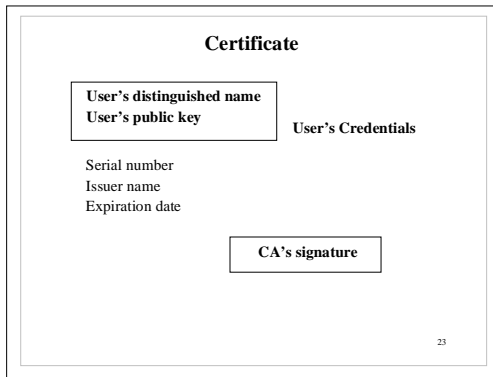 Certificate
User's distinguished name
User's public key
User's Credentials
Serial number
Issuer name
Expiration date
CA's signature
23